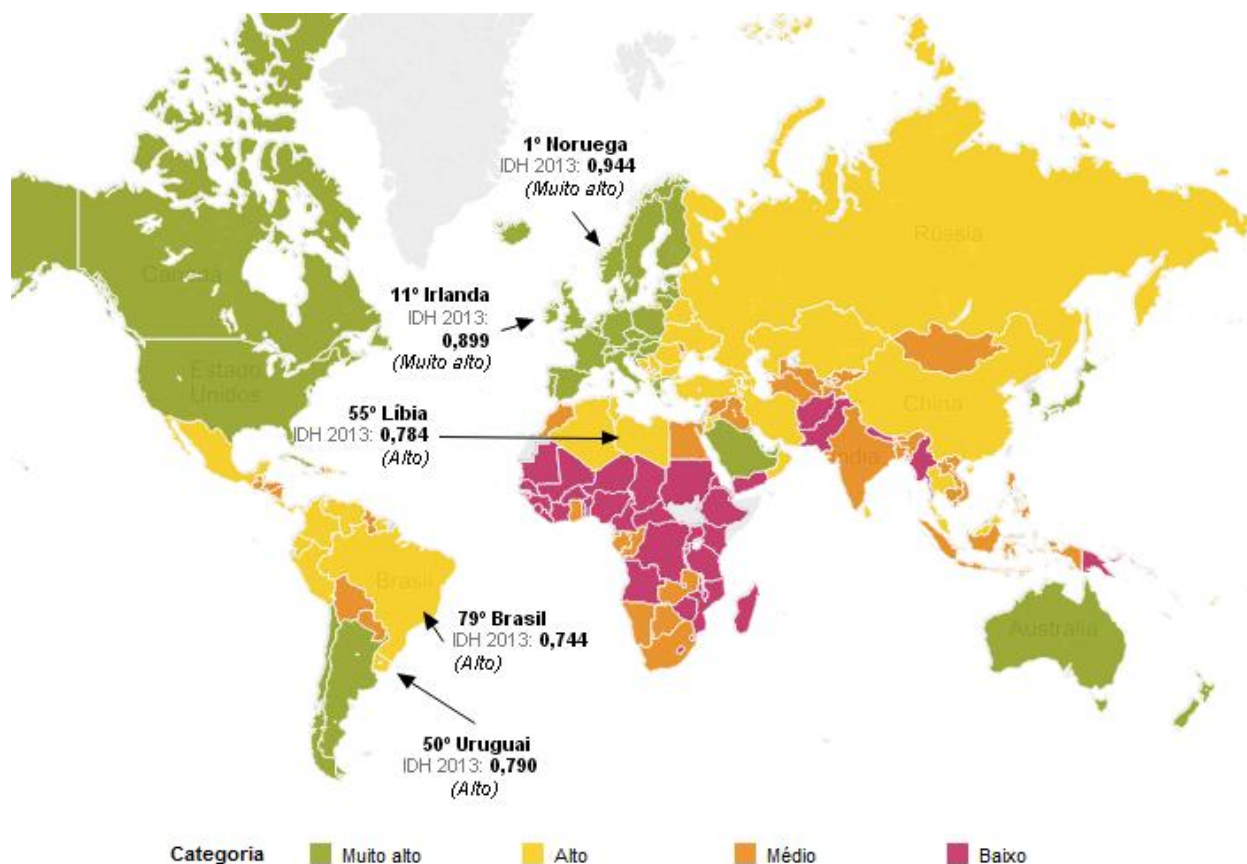 1º Noruega
IDH 2013: 0,944
(Muito alto)
Rússia
Canadá
11º Irlanda
IDH 2013:
0,899
(Muito alto)
Estado
Unidos
China
55º Líbia
IDH 2013: 0,784
(Alto)
Índia
Brasil
79º Brasil
IDH 2013: 0,744
(Alto)
Austrália
50º Uruguai
IDH 2013: 0,790
(Alto)
Categoria Muito alto Alto Médio Baixo